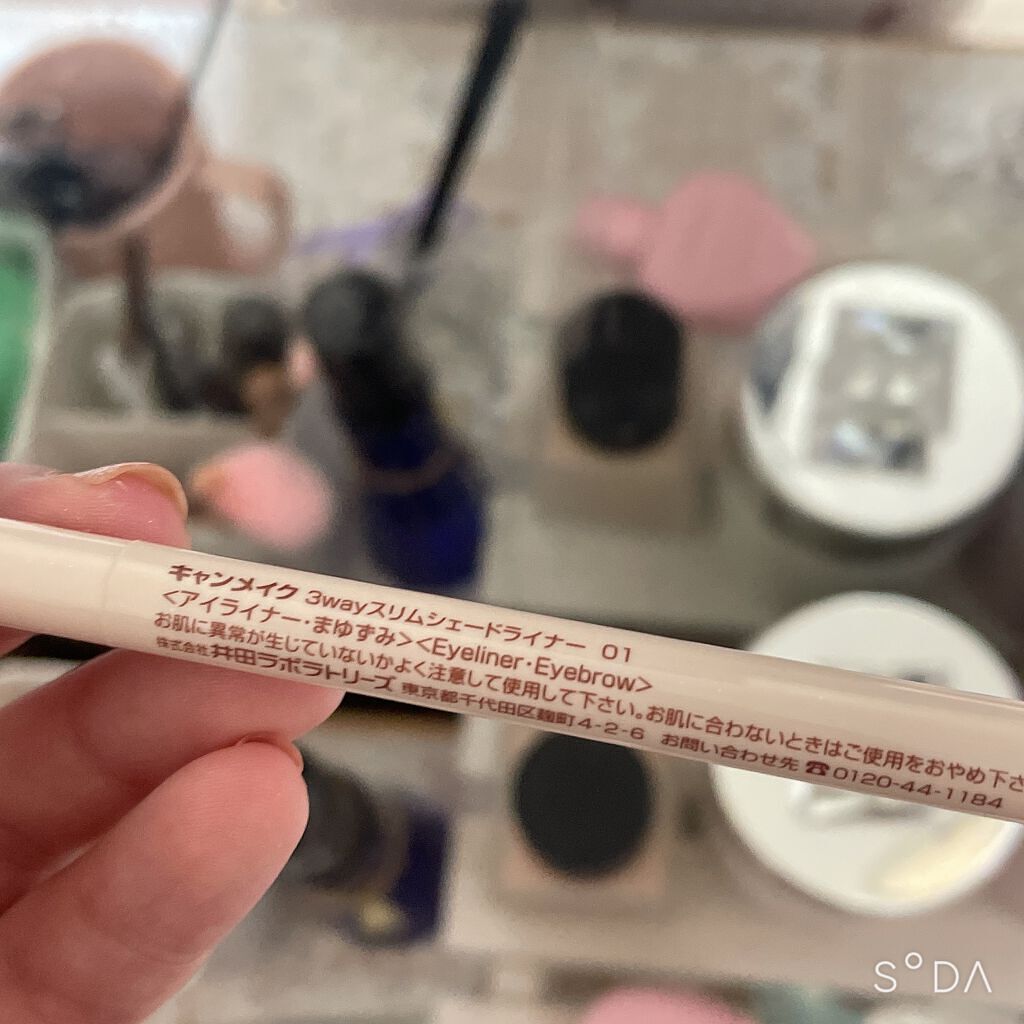 キャンメイク 3wayスリムシェードライナー 01
<アイライナー・まゆずみ><Eyeliner・Eyebrow>
お肌に異常が生じていないかよく注意して使用して下さい。お肌に合わないときはご使用をおやめ下さ
株式会社 井田ラボラトリーズ 東京都千代田区麹町4-2-6 お問い合わせ先 ☎0120-44-1184
SODA